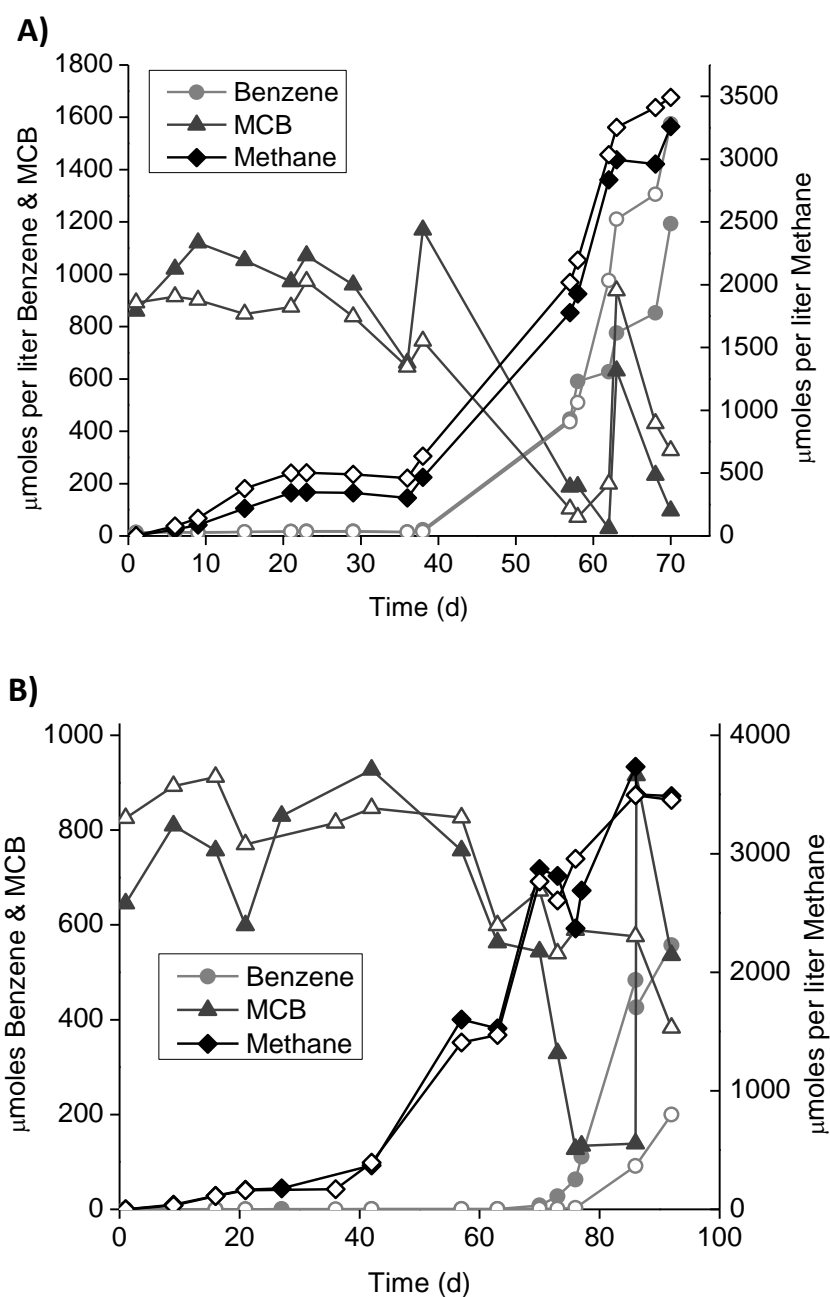 A)
1800
1600
1400
1200
1000
800
600
400
200
0
μmoles per liter Benzene & MCB
Benzene
MCB
Methane
3500
3000
2500
2000
1500
1000
500
0
μmoles per liter Methane
0 10 20 30 40 50 60 70
Time (d)
B)
1000
800
600
400
200
0
μmoles Benzene & MCB
Benzene
MCB
Methane
4000
3000
2000
1000
0
μmoles per liter Methane
0 20 40 60 80 100
Time (d)